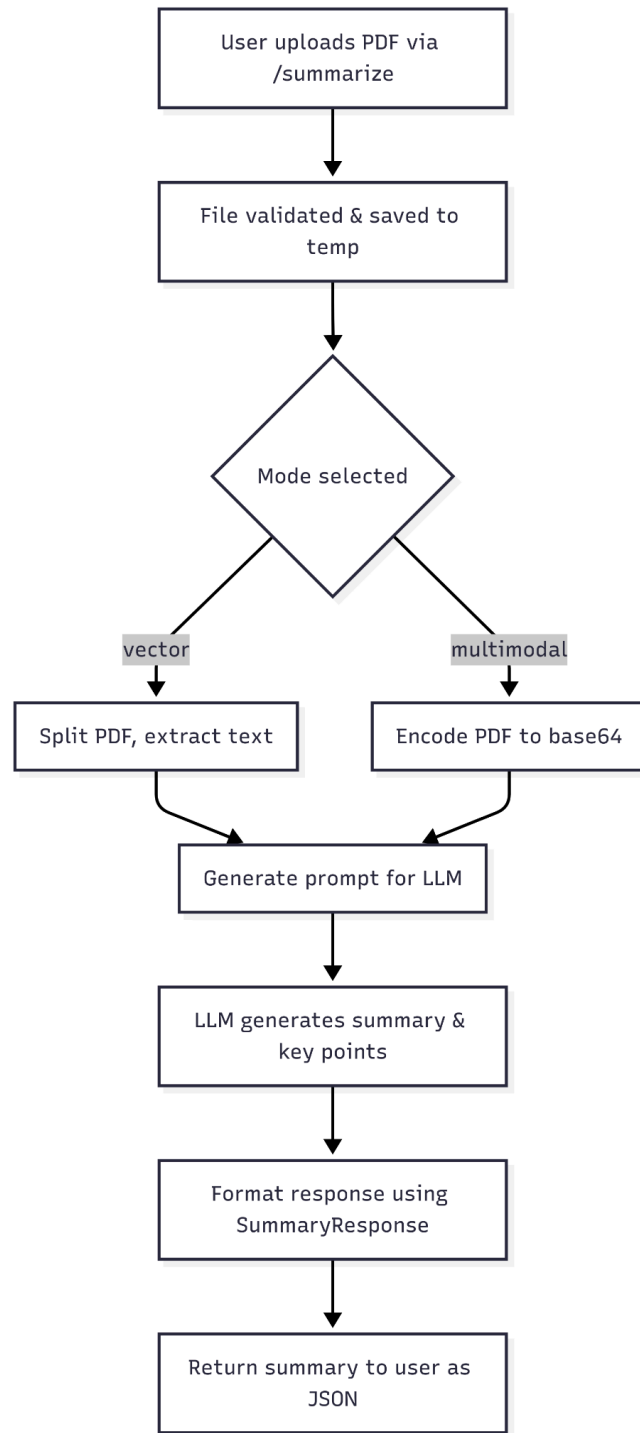 User uploads PDF via
/summarize
File validated & saved to
temp
Mode selected
vector
multimodal
Split PDF, extract text
Encode PDF to base64
Generate prompt for LLM
LLM generates summary &
key points
Format response using
SummaryResponse
Return summary to user as
JSON